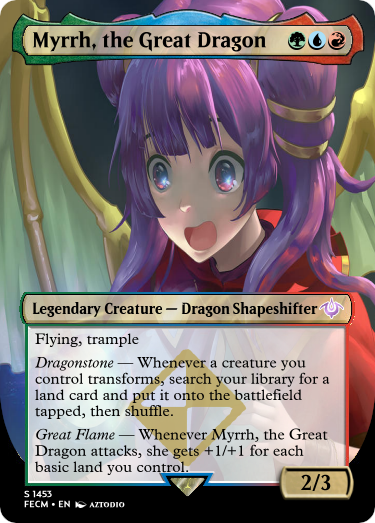 Myrrh, the Great Dragon
Legendary Creature — Dragon Shapeshifter
Flying, trample
Dragonstone — Whenever a creature you
control transforms, search your library for a
land card and put it onto the battlefield
tapped, then shuffle.
Great Flame — Whenever Myrrh, the Great
Dragon attacks, she gets +1/+1 for each
basic land you control.
2/3
S 1453
FECM • EN AZTODIO